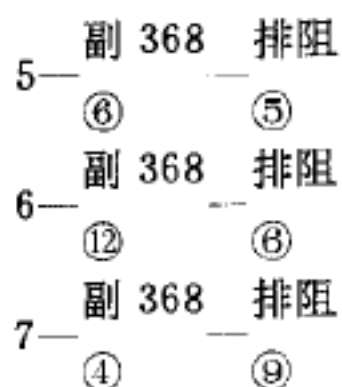 副 368 排阻
5— —
⑥ ⑤
副 368 排阻
6— —
⑫ ⑥
副 368 排阻
7— —
④ ⑨